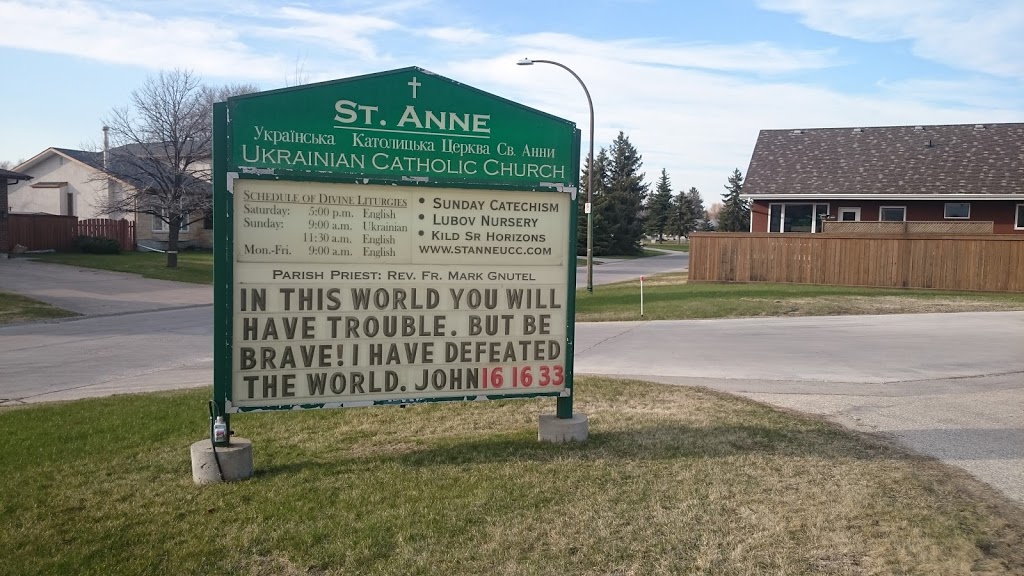 ST. ANNE
Українська Католицька Церква Св. Анни
UKRAINIAN CATHOLIC CHURCH
SCHEDULE OF DIVINE LITURGIES
Saturday: 5:00 p.m. English
Sunday: 9:00 a.m. Ukrainian
11:30 a.m. English
Mon.-Fri. 9:00 a.m. English
• SUNDAY CATECHISM
• LUBOV NURSERY
• KILD SR HORIZONS
WWW.STANNEUCC.COM
PARISH PRIEST: REV. FR. MARK GNUTEL
IN THIS WORLD YOU WILL
HAVE TROUBLE. BUT BE
BRAVE! I HAVE DEFEATED
THE WORLD. JOHN 16 16 33